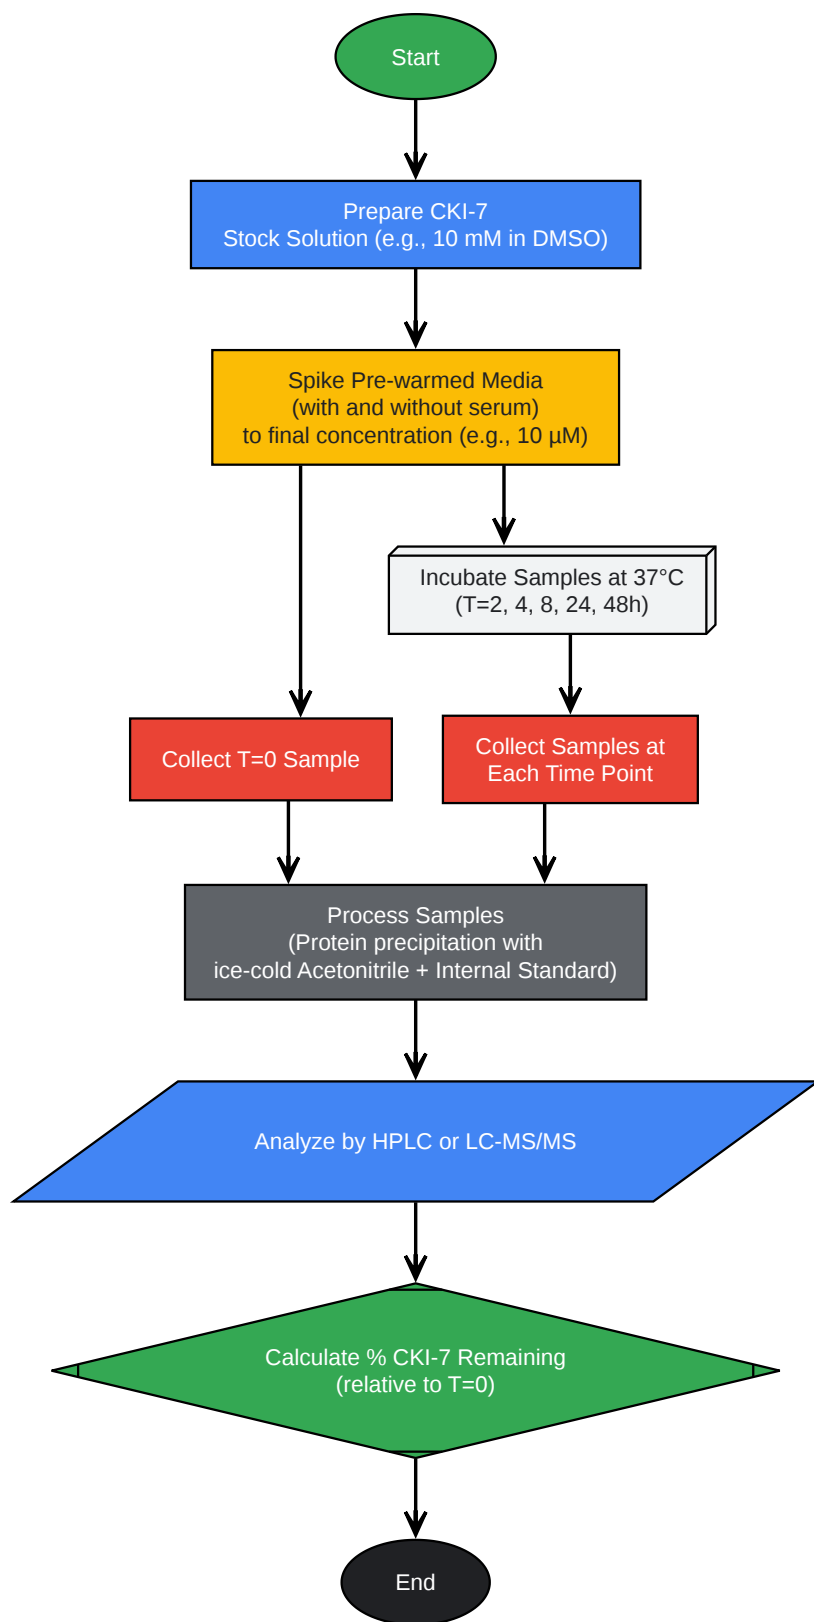 Start
Prepare CKI-7
Stock Solution (e.g., 10 mM in DMSO)
Spike Pre-warmed Media
(with and without serum)
to final concentration (e.g., 10 µM)
Incubate Samples at 37°C
(T=2, 4, 8, 24, 48h)
Collect T=0 Sample
Collect Samples at
Each Time Point
Process Samples
(Protein precipitation with
ice-cold Acetonitrile + Internal Standard)
Analyze by HPLC or LC-MS/MS
Calculate % CKI-7 Remaining
(relative to T=0)
End